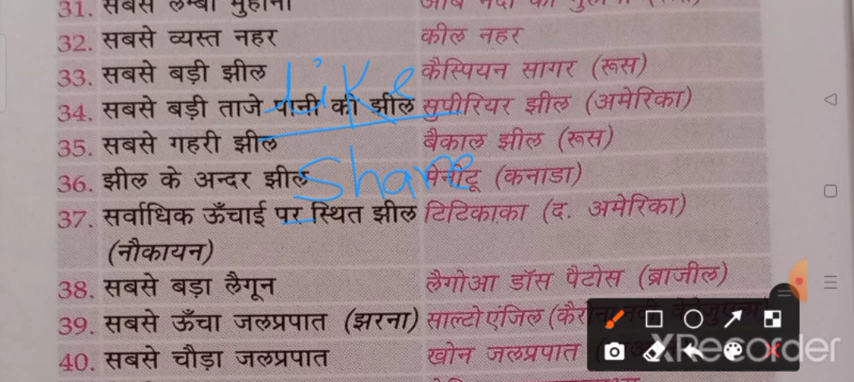 31. सबसे लम्बा मुहाना
32. सबसे व्यस्त नहर कील नहर
33. सबसे बड़ी झील कैस्पियन सागर (रूस)
34. सबसे बड़ी ताजे पानी की झील सुपीरियर झील (अमेरिका)
35. सबसे गहरी झील बैकाल झील (रूस)
36. झील के अन्दर झील (कनाडा)
37. सर्वाधिक ऊँचाई पर स्थित झील टिटिकाका (द. अमेरिका)
(नौकायन)
38. सबसे बड़ा लैगून लैगोआ डॉस पैटोस (ब्राजील)
39. सबसे ऊँचा जलप्रपात (झरना) साल्टो एंजिल
40. सबसे चौड़ा जलप्रपात खोन जलप्रपात
Like
Share
XRecorder